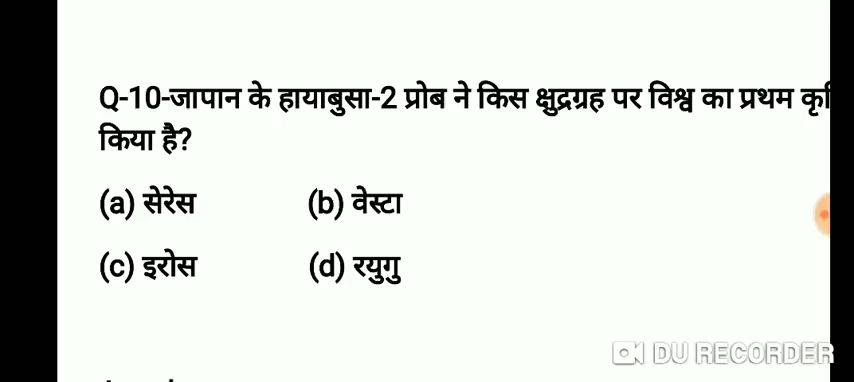 Q-10-जापान के हायाबुसा-2 प्रोब ने किस क्षुद्रग्रह पर विश्व का प्रथम
किया है?
(a) सेरेस (b) वेस्टा
(c) इरोस (d) रयुगु
DU RECORDER